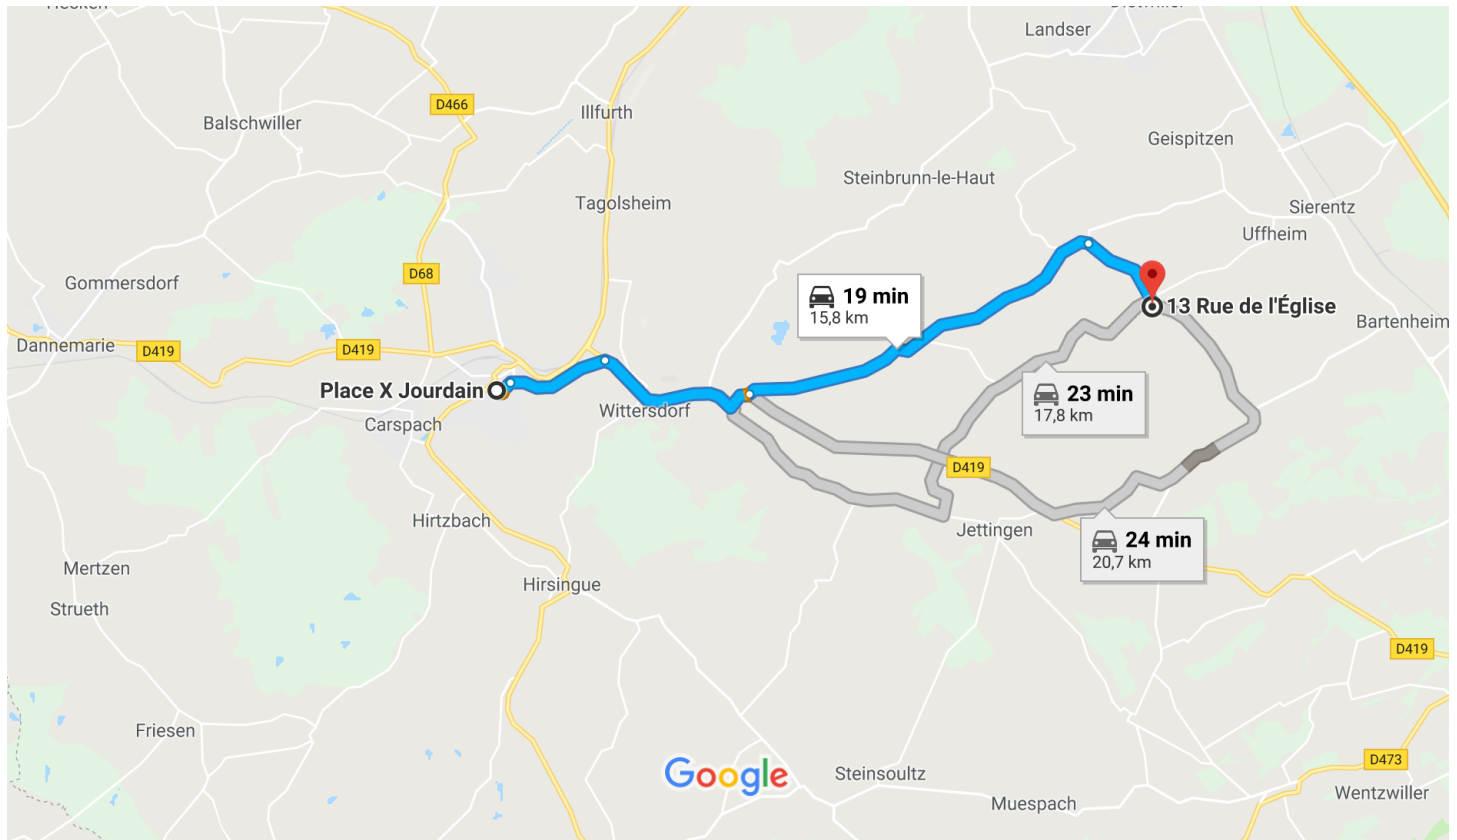 Landser
D466
Illfurth
Balschwiller
Geispitzen
Steinbrunn-le-Haut
Tagolsheim
Sierentz
Uffheim
D68
Gommersdorf
19 min
15,8 km
13 Rue de l'Église
Bartenheim
Dannemarie
D419
D419
Place X Jourdain
23 min
17,8 km
Wittersdorf
Carspach
D419
Hirtzbach
Jettingen
24 min
20,7 km
Mertzen
Hirsingue
Strueth
D419
Friesen
Google
Steinsoultz
D473
Muespach
Wentzwiller